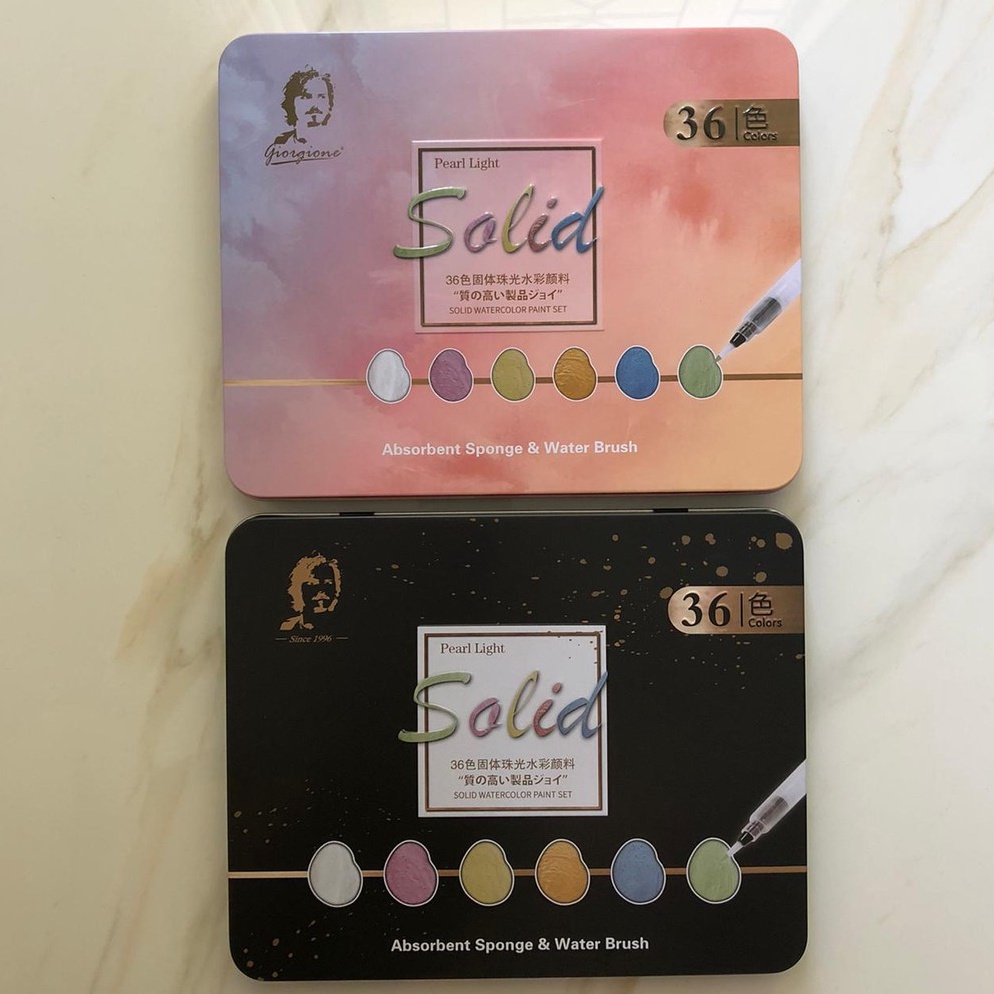 Giorgione
36 色
Colors
Pearl Light
Solid
36色固体珠光水彩颜料
“質の高い製品ジョイ”
SOLID WATERCOLOR PAINT SET
Absorbent Sponge & Water Brush
Since 1996
36 色
Colors
Pearl Light
Solid
36色固体珠光水彩颜料
“質の高い製品ジョイ”
SOLID WATERCOLOR PAINT SET
Absorbent Sponge & Water Brush